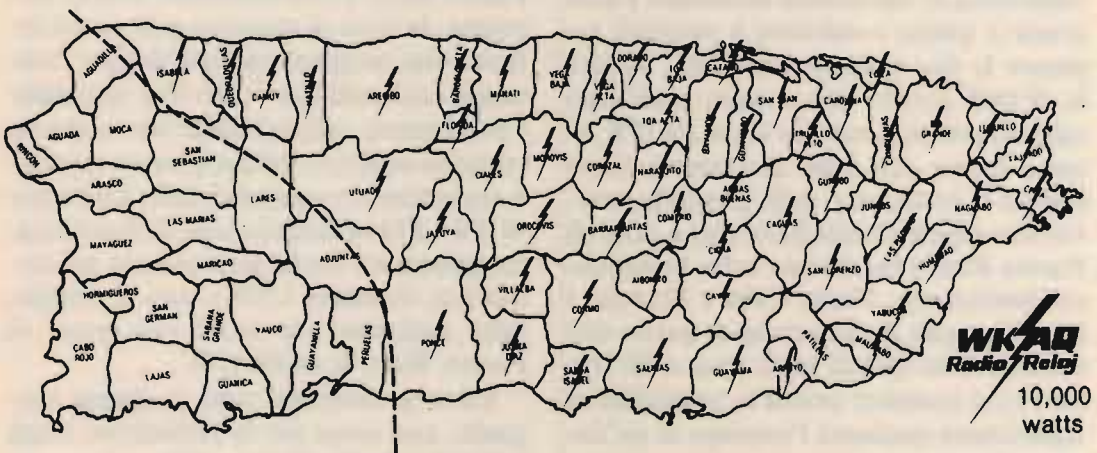 AGUADILLA
ISABELA
QUEBRADILLAS
CAMUY
HATILLO
ARECIBO
BARCELONETA
FLORIDA
MANATI
VEGA
BAJA
VEGA
ALTA
DORADO
TOA
BAJA
CATAÑO
TOA ALTA
BAYAMON
GUAYNABO
SAN JUAN
TRUJILLO
ALTO
CAROLINA
LOIZA
CANOVANAS
RIO
GRANDE
LUQUILLO
FAJARDO
CEIBA
NAGUABO
RINCON
AGUADA
MOCA
SAN
SEBASTIAN
LARES
UTUADO
CIALES
MOROVIS
COROZAL
NARANJITO
AGUAS
BUENAS
GURABO
JUNCOS
LAS PIEDRAS
HUMACAO
AÑASCO
LAS MARIAS
MAYAGUEZ
MARICAO
ADJUNTAS
JAYUYA
OROCOVIS
BARRANQUITAS
COMERIO
CIDRA
CAGUAS
SAN LORENZO
YABUCOA
HORMIGUEROS
SAN
GERMAN
SABANA
GRANDE
YAUCO
GUAYANILLA
PEÑUELAS
PONCE
VILLALBA
JUANA
DIAZ
COAMO
AIBONITO
CAYEY
PATILLAS
MAUNABO
CABO
ROJO
LAJAS
GUANICA
SANTA
ISABEL
SALINAS
GUAYAMA
ARROYO
WKAQ
Radio Reloj
10,000
watts